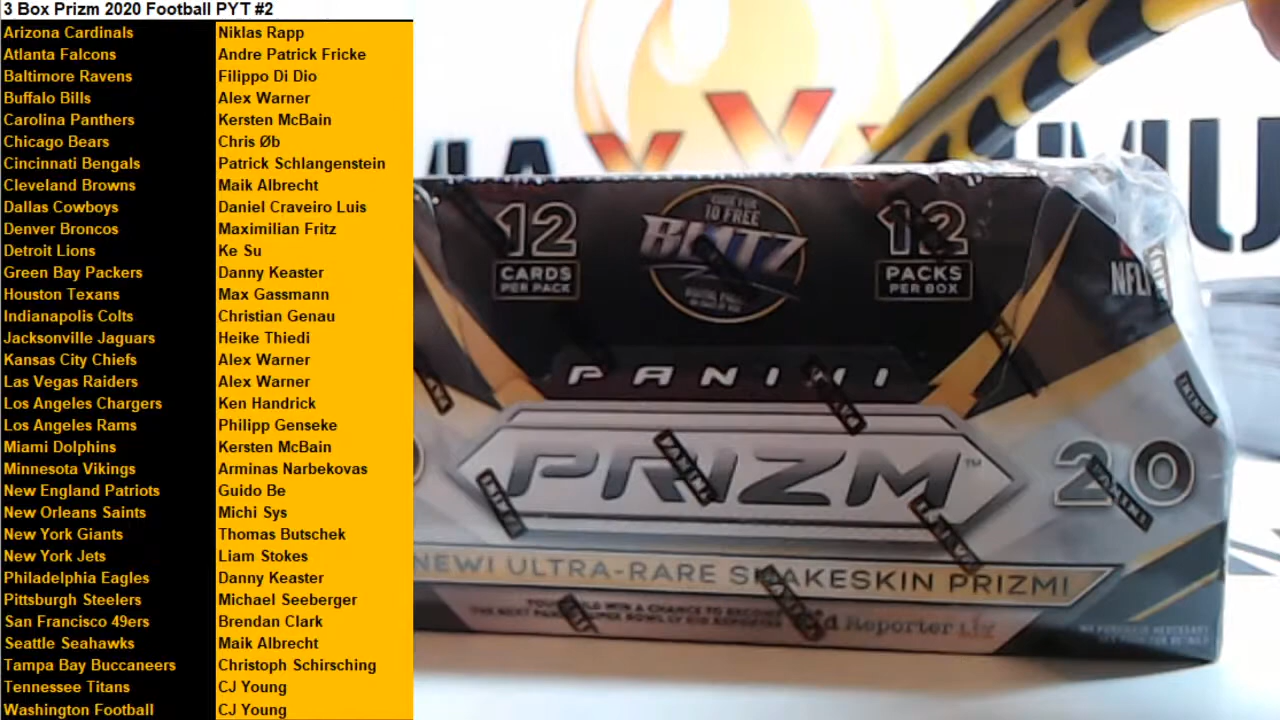 3 Box Prizm 2020 Football PYT #2
Arizona Cardinals Niklas Rapp
Atlanta Falcons Andre Patrick Fricke
Baltimore Ravens Filippo Di Dio
Buffalo Bills Alex Warner
Carolina Panthers Kersten McBain
Chicago Bears Chris Øb
Cincinnati Bengals Patrick Schlangenstein
Cleveland Browns Maik Albrecht
Dallas Cowboys Daniel Craveiro Luis
Denver Broncos Maximilian Fritz
Detroit Lions Ke Su
Green Bay Packers Danny Keaster
Houston Texans Max Gassmann
Indianapolis Colts Christian Genau
Jacksonville Jaguars Heike Thiedi
Kansas City Chiefs Alex Warner
Las Vegas Raiders Alex Warner
Los Angeles Chargers Ken Handrick
Los Angeles Rams Philipp Genseke
Miami Dolphins Kersten McBain
Minnesota Vikings Arminas Narbekovas
New England Patriots Guido Be
New Orleans Saints Michi Sys
New York Giants Thomas Butschek
New York Jets Liam Stokes
Philadelphia Eagles Danny Keaster
Pittsburgh Steelers Michael Seeberger
San Francisco 49ers Brendan Clark
Seattle Seahawks Maik Albrecht
Tampa Bay Buccaneers Christoph Schirsching
Tennessee Titans CJ Young
Washington Football CJ Young
12
CARDS
PER PACK
10 FREE
BLITZ
12
PACKS
PER BOX
NFL
PANINI
PRIZM™
20
NEW! ULTRA-RARE SNAKESKIN PRIZM!
Reporter